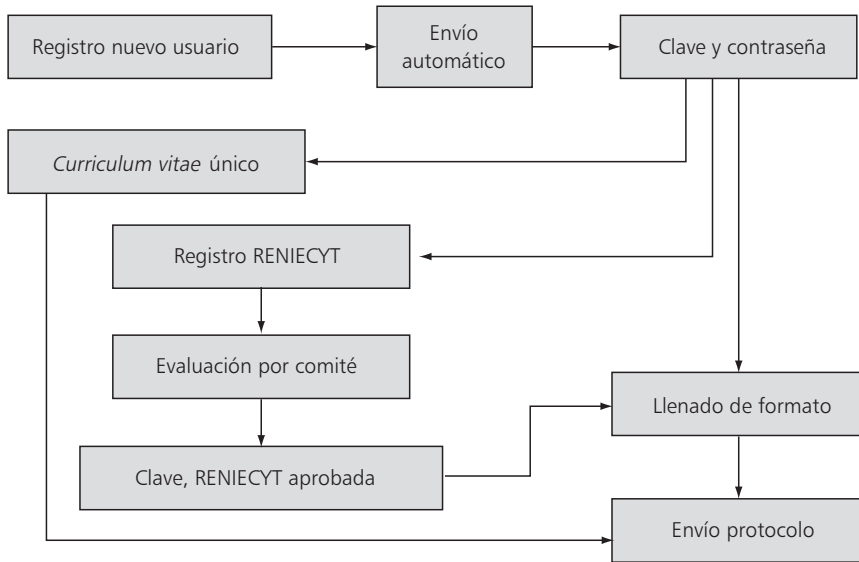 Registro nuevo usuario
Envío
automático
Clave y contraseña
Curriculum vitae único
Registro RENIECYT
Evaluación por comité
Llenado de formato
Clave, RENIECYT aprobada
Envío protocolo